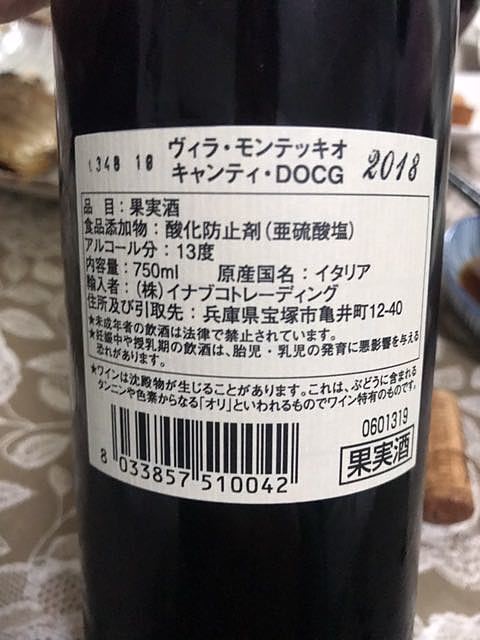 L348 18
ヴィラ・モンテッキオ
キャンティ・DOCG
2018
品 目：果実酒
食品添加物：酸化防止剤（亜硫酸塩）
アルコール分：13度
内容量：750ml 原産国名：イタリア
輸入者：（株）イナブコトレーディング
住所及び引取先：兵庫県宝塚市亀井町12-40
★未成年者の飲酒は法律で禁止されています。
★妊娠中や授乳期の飲酒は、胎児・乳児の発育に悪影響を与える
恐れがあります。
★ワインは沈殿物が生じることがあります。これは、ぶどうに含まれる
タンニンや色素からなる「オリ」といわれるものでワイン特有のものです。
0601319
果実酒
8 033857 510042